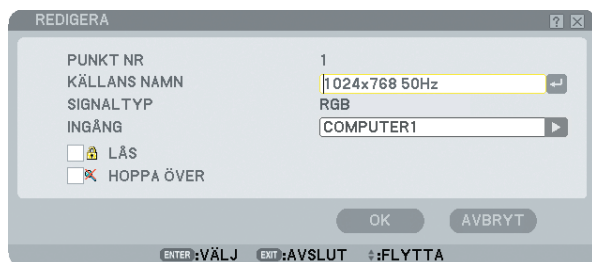 REDIGERA
PUNKT NR 1
KÄLLANS NAMN 1024x768 50Hz
SIGNALTYP RGB
INGÅNG COMPUTER1
LÅS
HOPPA ÖVER
OK AVBRYT
ENTER :VÄLJ EXIT :AVSLUT :FLYTTA